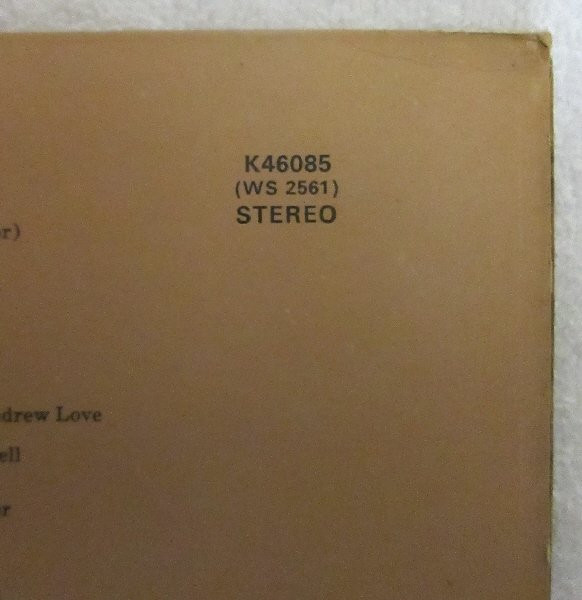 K46085
(WS 2561)
STEREO
r)
drew Love
ell
r